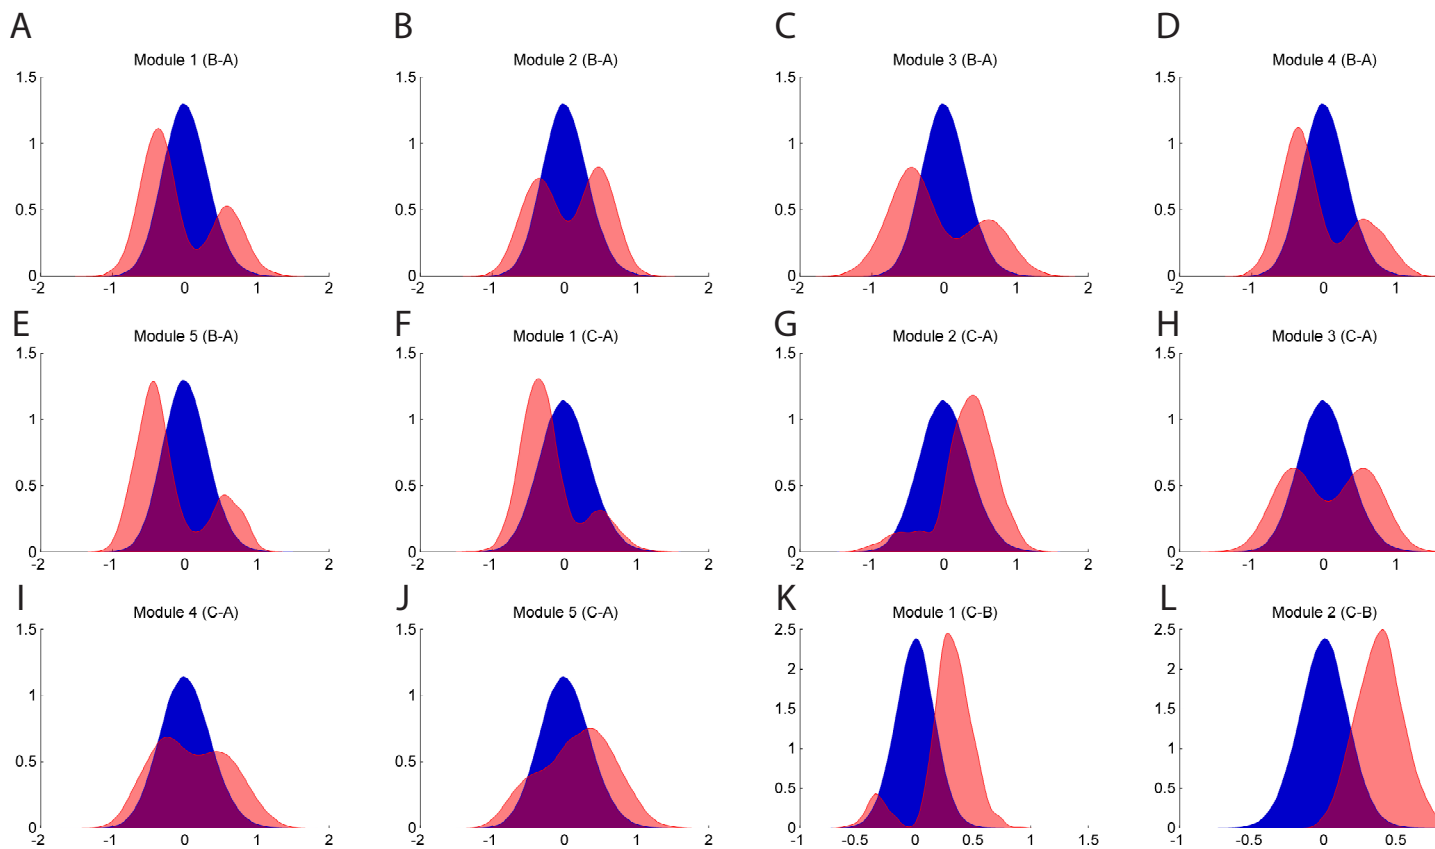 A B C D
Module 1 (B-A) Module 2 (B-A) Module 3 (B-A) Module 4 (B-A)
1.5 1.5 1.5 1.5
1 1 1 1
0.5 0.5 0.5 0.5
0 0 0 0
-2 -1 0 1 2 -2 -1 0 1 2 -2 -1 0 1 2 -2 -1 0 1
E F G H
Module 5 (B-A) Module 1 (C-A) Module 2 (C-A) Module 3 (C-A)
1.5 1.5 1.5 1.5
1 1 1 1
0.5 0.5 0.5 0.5
0 0 0 0
-2 -1 0 1 2 -2 -1 0 1 2 -2 -1 0 1 2 -2 -1 0 1
I J K L
Module 4 (C-A) Module 5 (C-A) Module 1 (C-B) Module 2 (C-B)
1.5 1.5 2.5 2.5
2 2
1 1 1.5 1.5
1 1
0.5 0.5 0.5 0.5
0 0 0 0
-2 -1 0 1 2 -2 -1 0 1 2 -1 -0.5 0 0.5 1 1.5 -1 -0.5 0 0.5